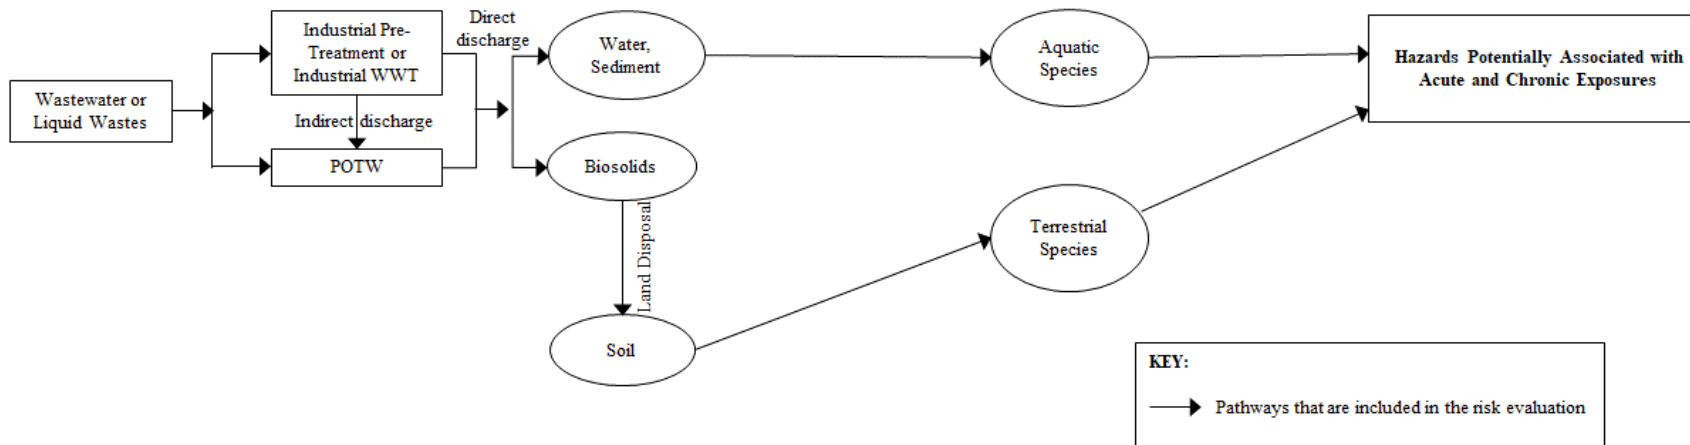 Wastewater or
Liquid Wastes
Industrial Pre-
Treatment or
Industrial WWT
Indirect discharge
POTW
Direct
discharge
Water,
Sediment
Biosolids
Land Disposal
Soil
Aquatic
Species
Terrestrial
Species
Hazards Potentially Associated with
Acute and Chronic Exposures
KEY:
Pathways that are included in the risk evaluation